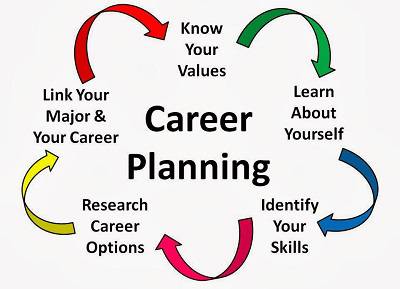 Career
Planning
Know
Your
Values
Learn
About
Yourself
Identify
Your
Skills
Research
Career
Options
Link Your
Major &
Your Career